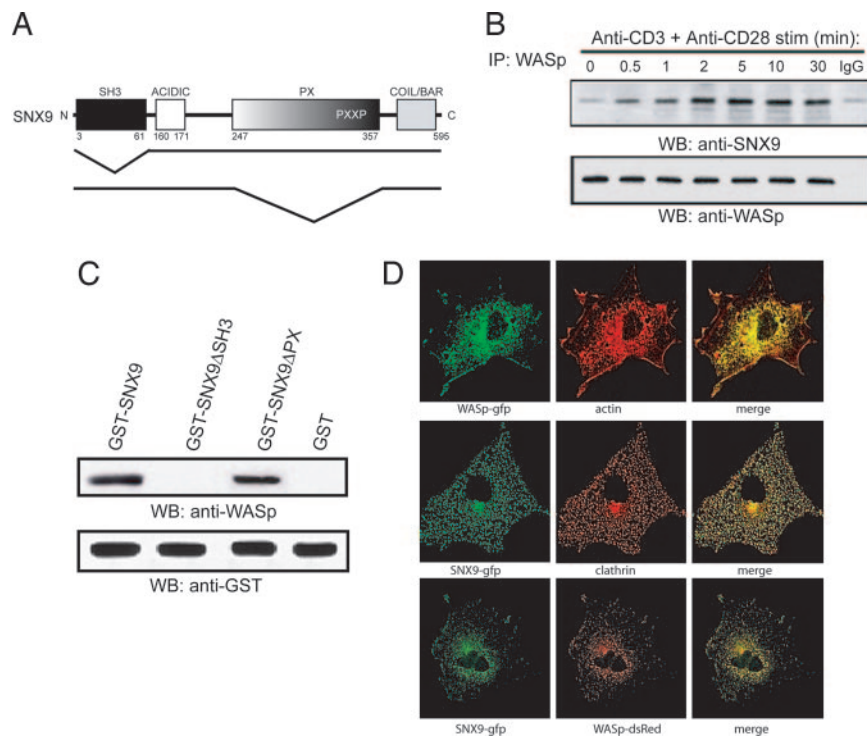 A
SH3 ACIDIC PX COIL/BAR
SNX9 N PXXP C
3 61 160 171 247 357 595
B
Anti-CD3 + Anti-CD28 stim (min):
IP: WASp
0 0.5 1 2 5 10 30 IgG
WB: anti-SNX9
WB: anti-WASp
C
GST-SNX9
GST-SNX9ΔSH3
GST-SNX9ΔPX
GST
WB: anti-WASp
WB: anti-GST
D
WASp-gfp actin merge
SNX9-gfp clathrin merge
SNX9-gfp WASp-dsRed merge